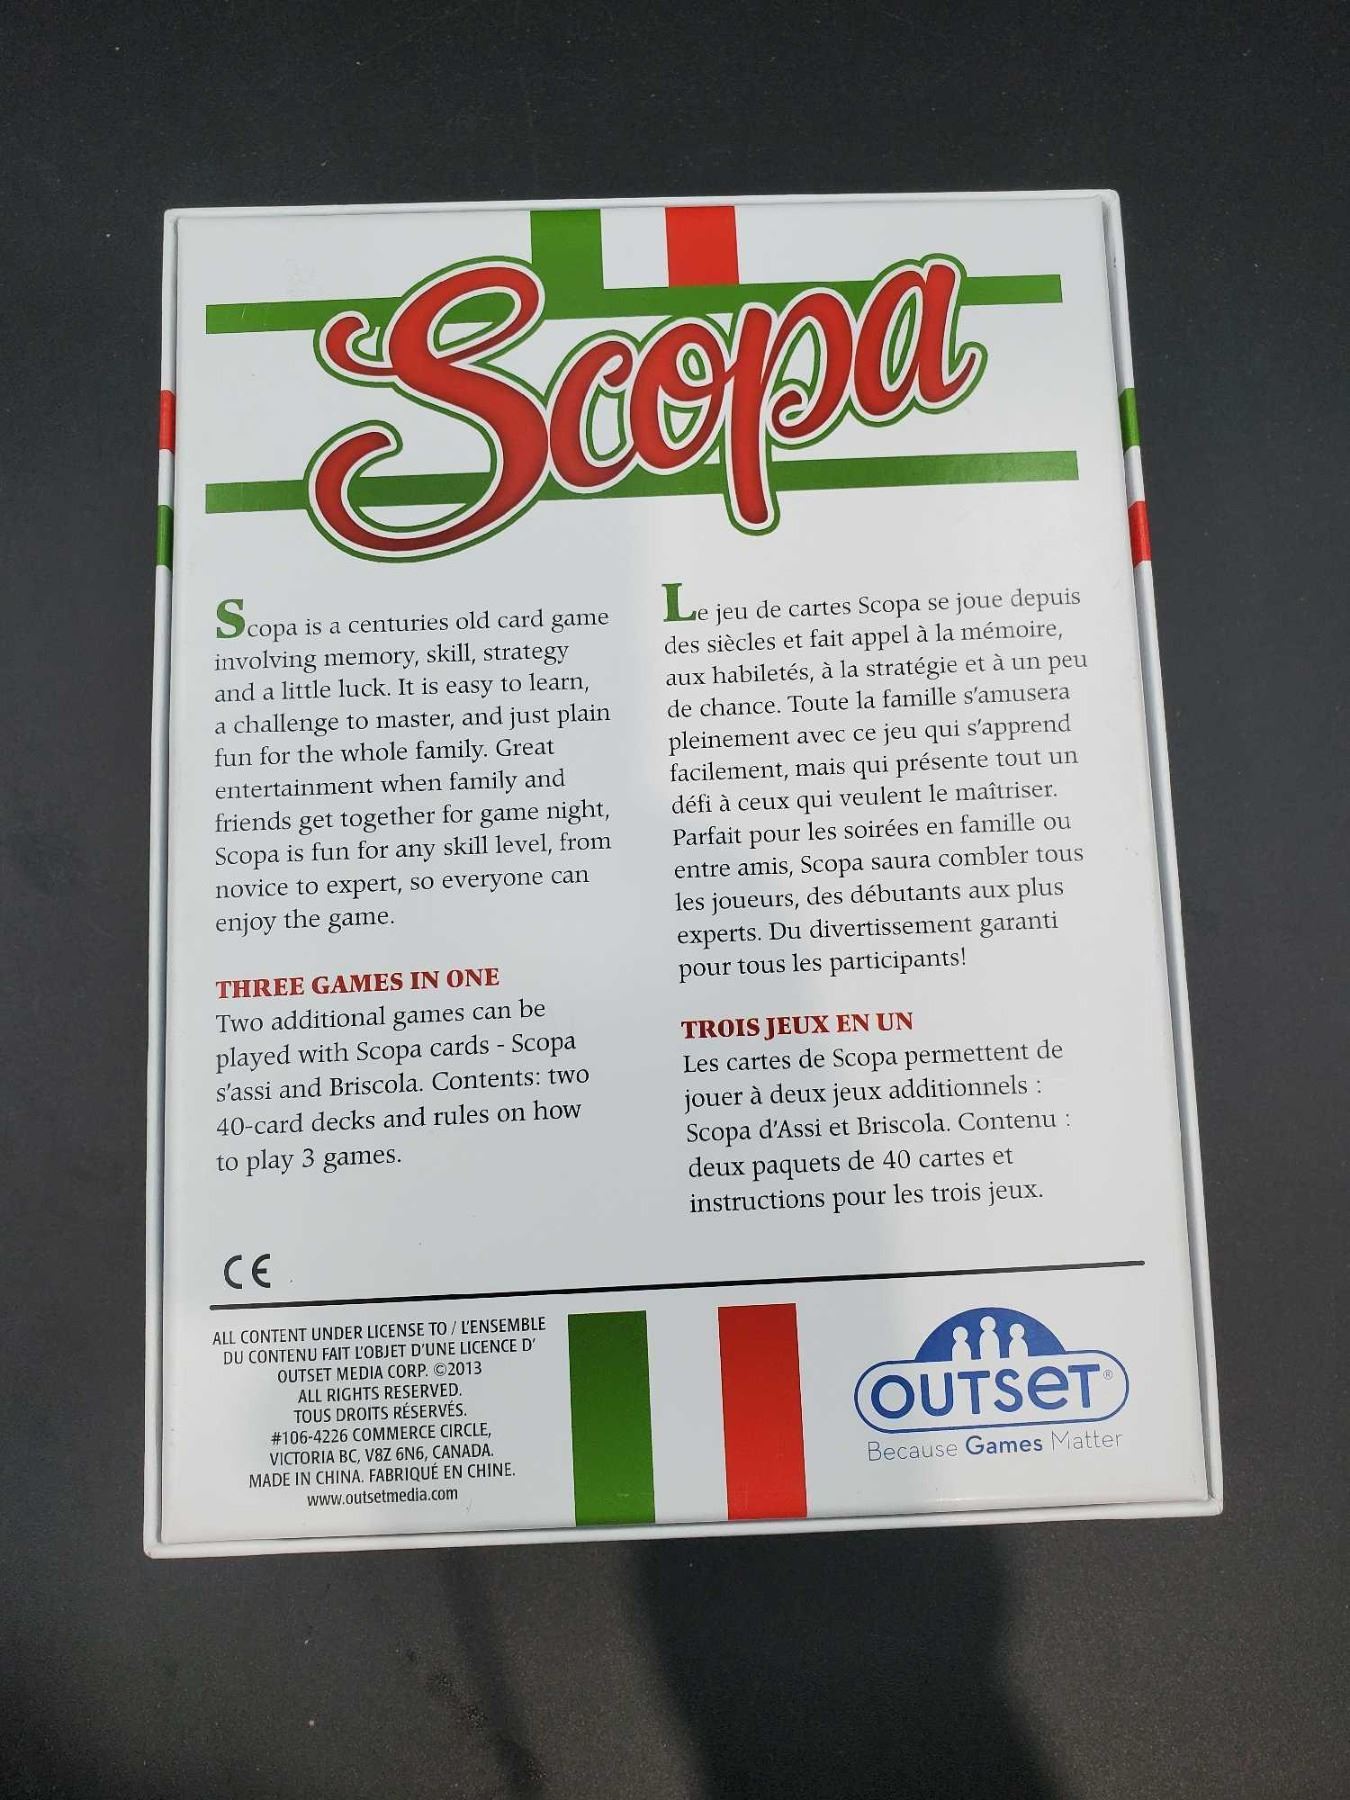 Scopa
Scopa is a centuries old card game
involving memory, skill, strategy
and a little luck. It is easy to learn,
a challenge to master, and just plain
fun for the whole family. Great
entertainment when family and
friends get together for game night,
Scopa is fun for any skill level, from
novice to expert, so everyone can
enjoy the game.
THREE GAMES IN ONE
Two additional games can be
played with Scopa cards - Scopa
s'assi and Briscola. Contents: two
40-card decks and rules on how
to play 3 games.
Le jeu de cartes Scopa se joue depuis
des siècles et fait appel à la mémoire,
aux habiletés, à la stratégie et à un peu
de chance. Toute la famille s'amusera
pleinement avec ce jeu qui s'apprend
facilement, mais qui présente tout un
défi à ceux qui veulent le maîtriser.
Parfait pour les soirées en famille ou
entre amis, Scopa saura combler tous
les joueurs, des débutants aux plus
experts. Du divertissement garanti
pour tous les participants!
TROIS JEUX EN UN
Les cartes de Scopa permettent de
jouer à deux jeux additionnels :
Scopa d'Assi et Briscola. Contenu :
deux paquets de 40 cartes et
instructions pour les trois jeux.
CE
ALL CONTENT UNDER LICENSE TO / L'ENSEMBLE
DU CONTENU FAIT L'OBJET D'UNE LICENCE D'
OUTSET MEDIA CORP. ©2013
ALL RIGHTS RESERVED.
TOUS DROITS RÉSERVÉS.
#106-4226 COMMERCE CIRCLE,
VICTORIA BC, V8Z 6N6, CANADA.
MADE IN CHINA. FABRIQUÉ EN CHINE.
www.outsetmedia.com
OUTSET®
Because Games Matter